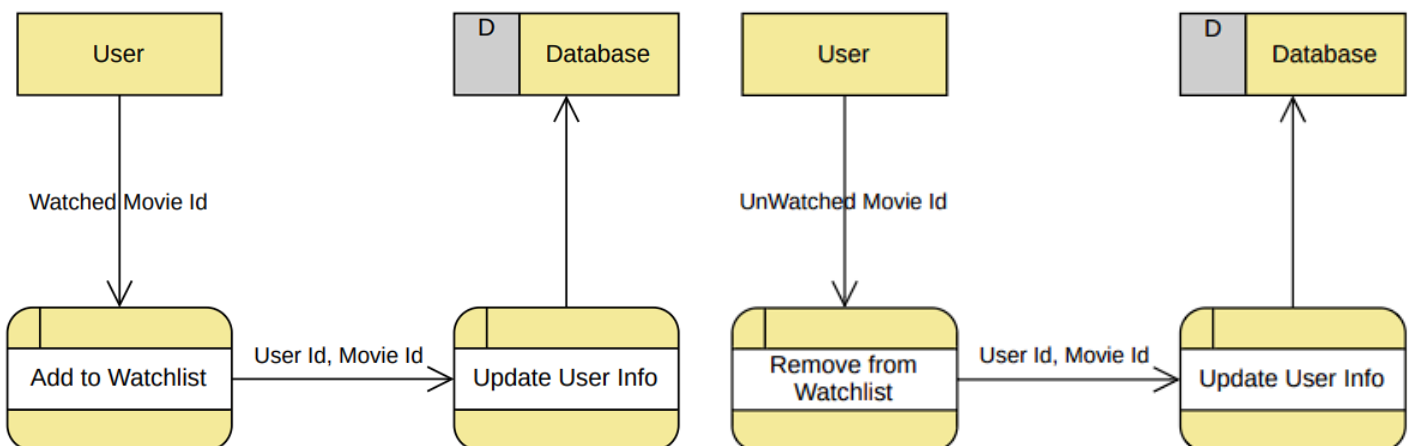 User
D
Database
User
D
Database
Watched Movie Id
UnWatched Movie Id
Add to Watchlist
User Id, Movie Id
Update User Info
Remove from
Watchlist
User Id, Movie Id
Update User Info